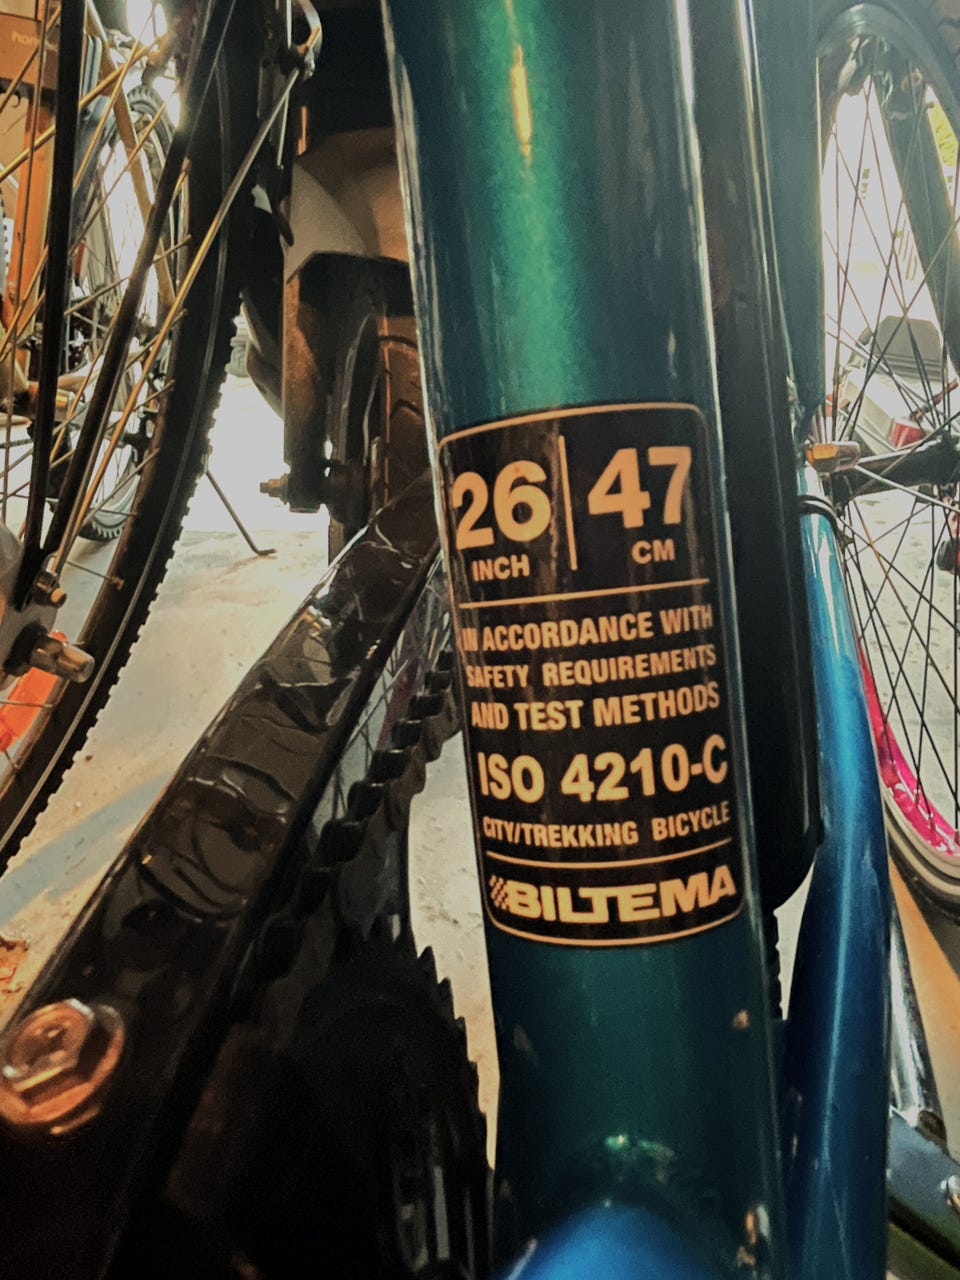 26 47
INCH CM
IN ACCORDANCE WITH
SAFETY REQUIREMENTS
AND TEST METHODS
ISO 4210-C
CITY/TREKKING BICYCLE
BILTEMA